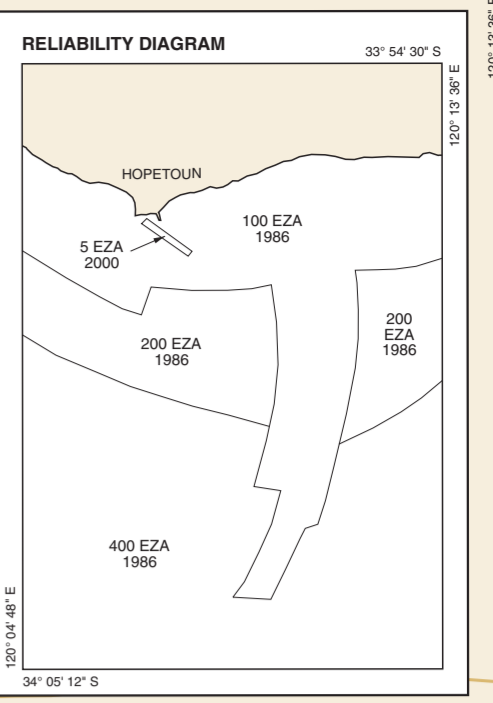 RELIABILITY DIAGRAM
33° 54' 30" S
120° 13' 36" E
HOPETOUN
100 EZA
1986
5 EZA
2000
200
EZA
1986
200 EZA
1986
400 EZA
1986
120° 04' 48" E
34° 05' 12" S